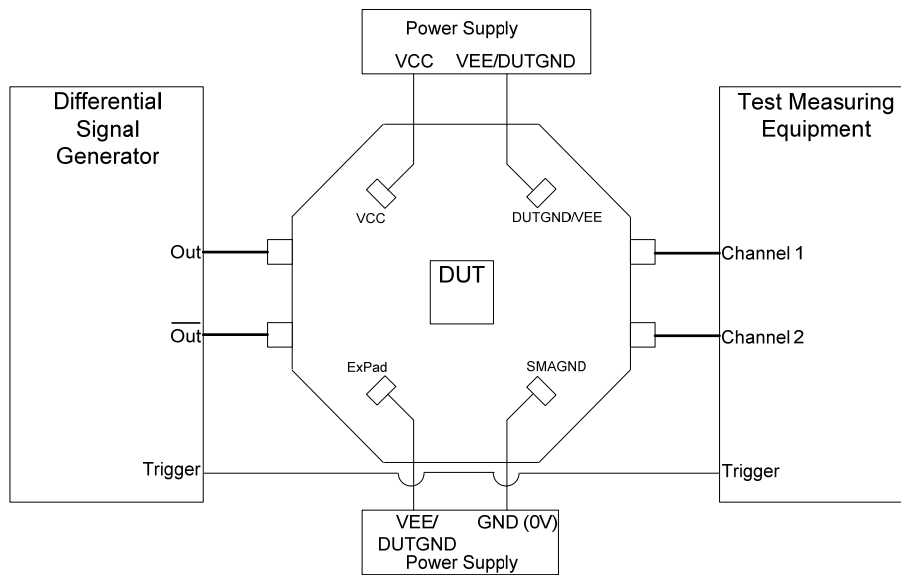 Power Supply
VCC VEE/DUTGND
Differential
Signal
Generator
Test Measuring
Equipment
VCC
DUTGND/VEE
Out
Channel 1
DUT
Out
Channel 2
ExPad
SMAGND
Trigger
Trigger
VEE/
DUTGND
GND (0V)
Power Supply